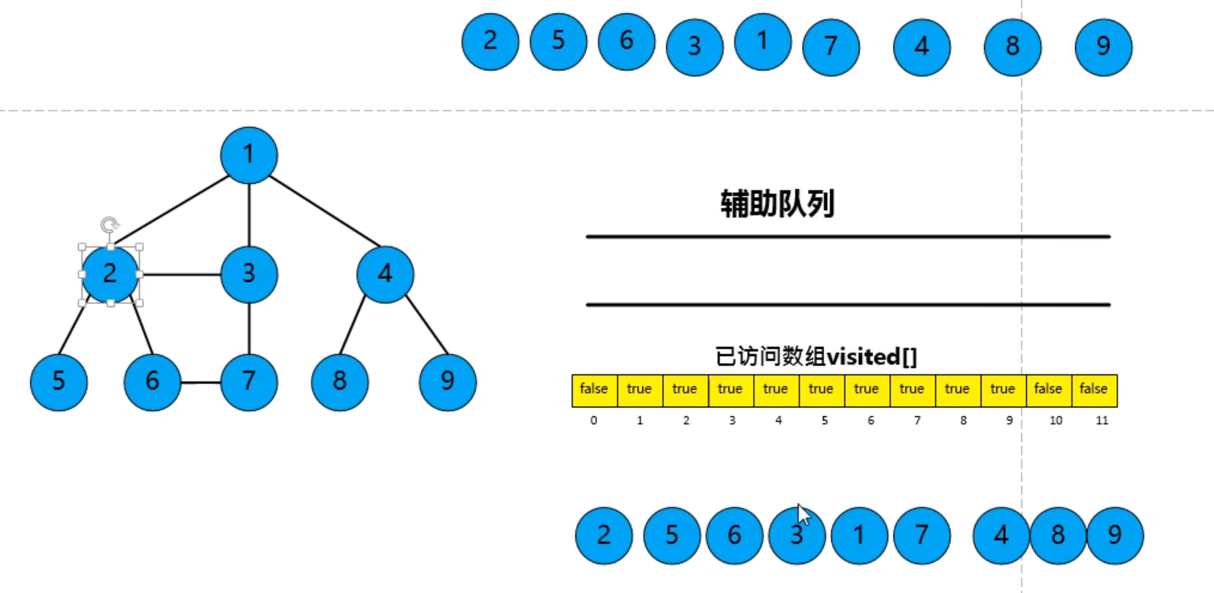 2 5 6 3 1 7 4 8 9
1
辅助队列
2 3 4
已访问数组visited[]
5 6 7 8 9
false true true true true true true true true true false false
0 1 2 3 4 5 6 7 8 9 10 11
2 5 6 3 1 7 4 8 9